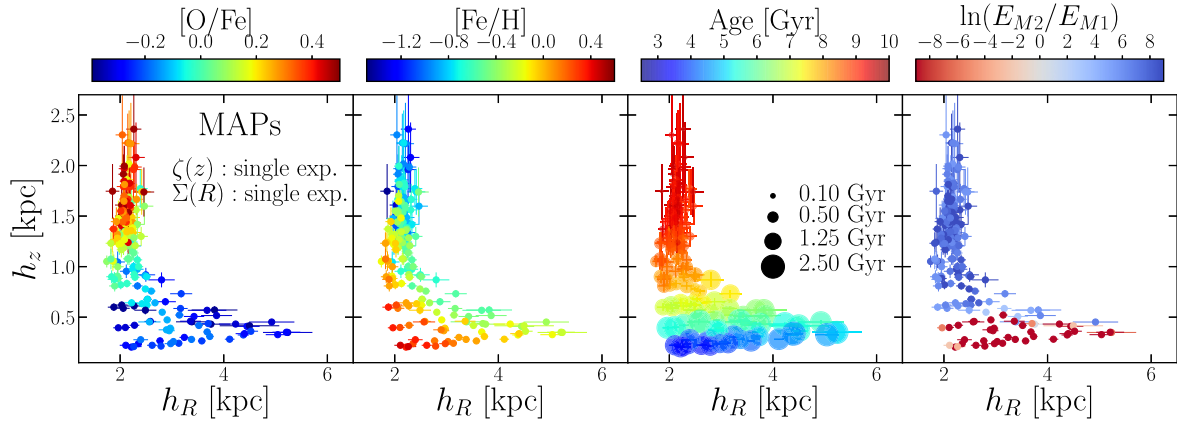 [O/Fe] [Fe/H] Age [Gyr] ln(E_{M2}/E_{M1})
−0.2 0.0 0.2 0.4 −1.2 −0.8 −0.4 0.0 0.4 3 4 5 6 7 8 9 10 −8 −6 −4 −2 0 2 4 6 8
MAPs
ζ(z) : single exp.
Σ(R) : single exp.
0.10 Gyr
0.50 Gyr
1.25 Gyr
2.50 Gyr
2.5
2.0
1.5
1.0
0.5
h_z [kpc]
2 4 6 2 4 6 2 4 6 2 4 6
h_R [kpc] h_R [kpc] h_R [kpc] h_R [kpc]